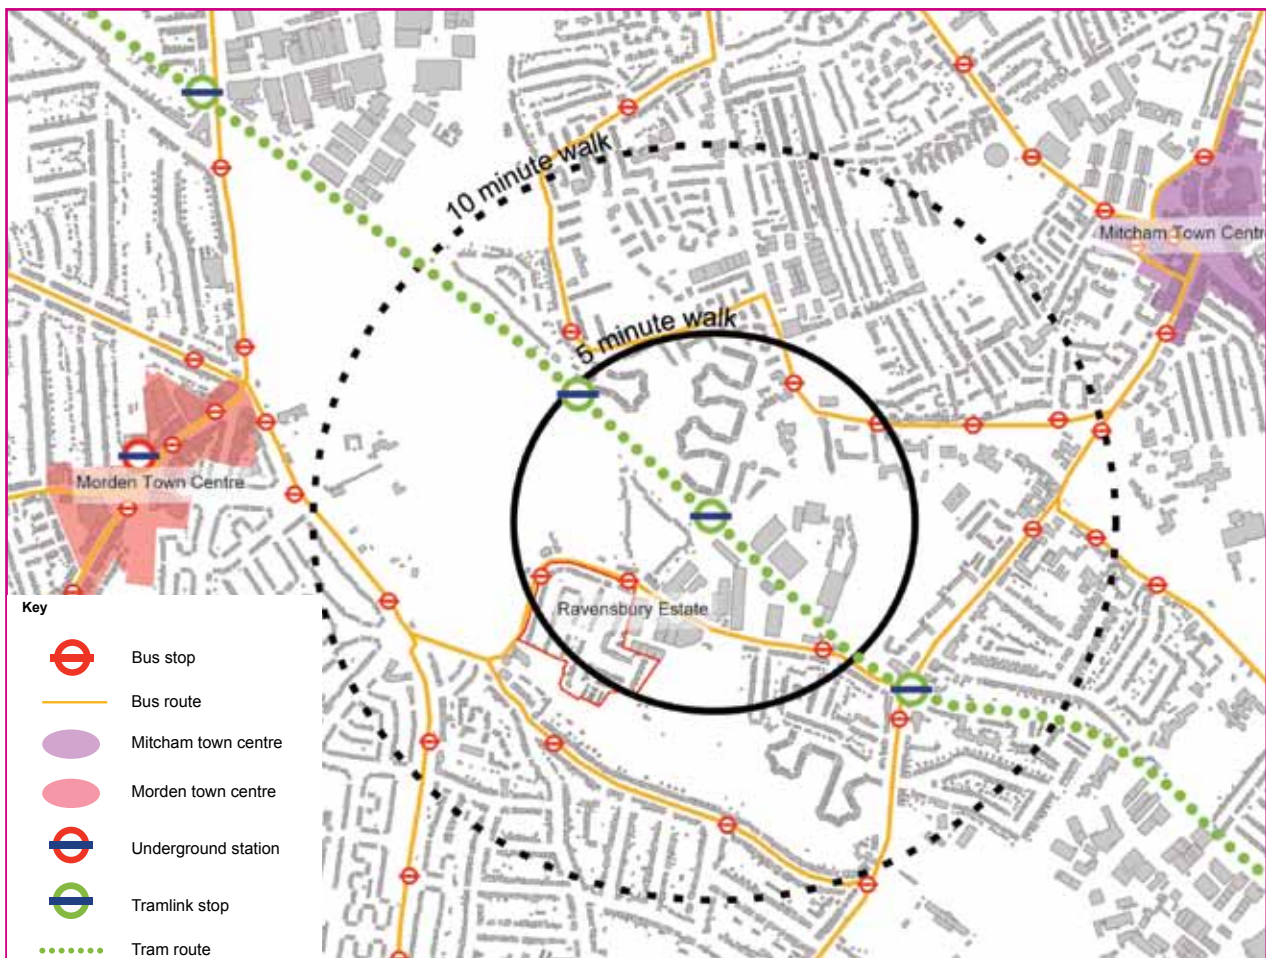 10 minute walk
Mitcham Town Centr
5 minute walk
Morden Town Centre
Ravensbury Estate
Key
Bus stop
Bus route
Mitcham town centre
Morden town centre
Underground station
Tramlink stop
Tram route